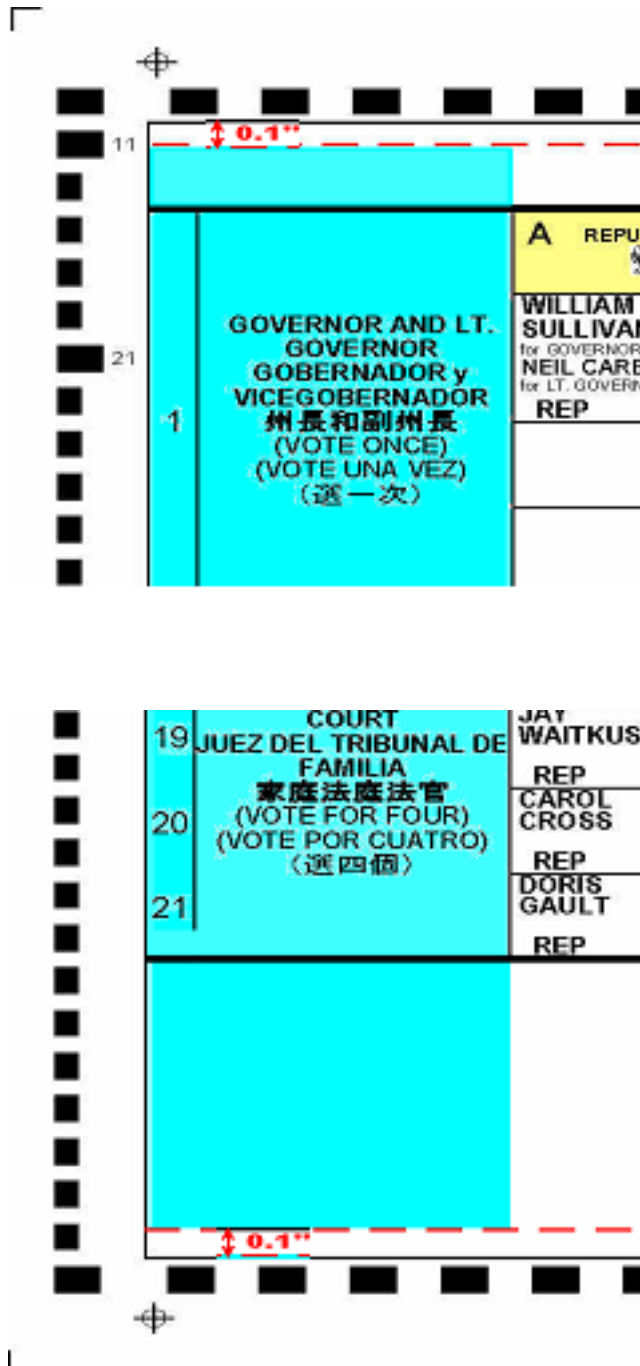 0.1"
11
A REPU
WILLIAM
SULLIVAN
for GOVERNOR
NEIL CARE
for LT. GOVERN
REP
21
1
GOVERNOR AND LT.
GOVERNOR
GOBERNADOR y
VICEGOBERNADOR
州長和副州長
(VOTE ONCE)
(VOTE UNA VEZ)
(選一次)
19
20
21
COURT
JUEZ DEL TRIBUNAL DE
FAMILIA
家庭法庭法官
(VOTE FOR FOUR)
(VOTE POR CUATRO)
(選四個)
JAY
WAITKUS
REP
CAROL
CROSS
REP
DORIS
GAULT
REP
0.1"